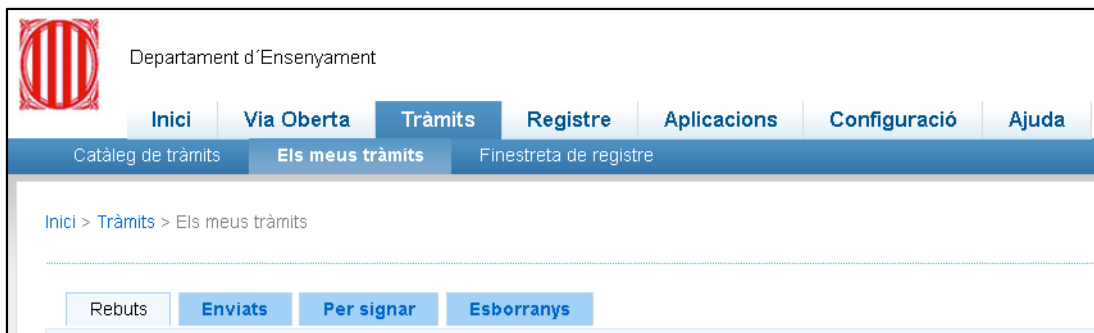 Departament d´Ensenyament
Inici Via Oberta Tràmits Registre Aplicacions Configuració Ajuda
Catàleg de tràmits Els meus tràmits Finestreta de registre
Inici > Tràmits > Els meus tràmits
Rebuts Enviats Per signar Esborranys